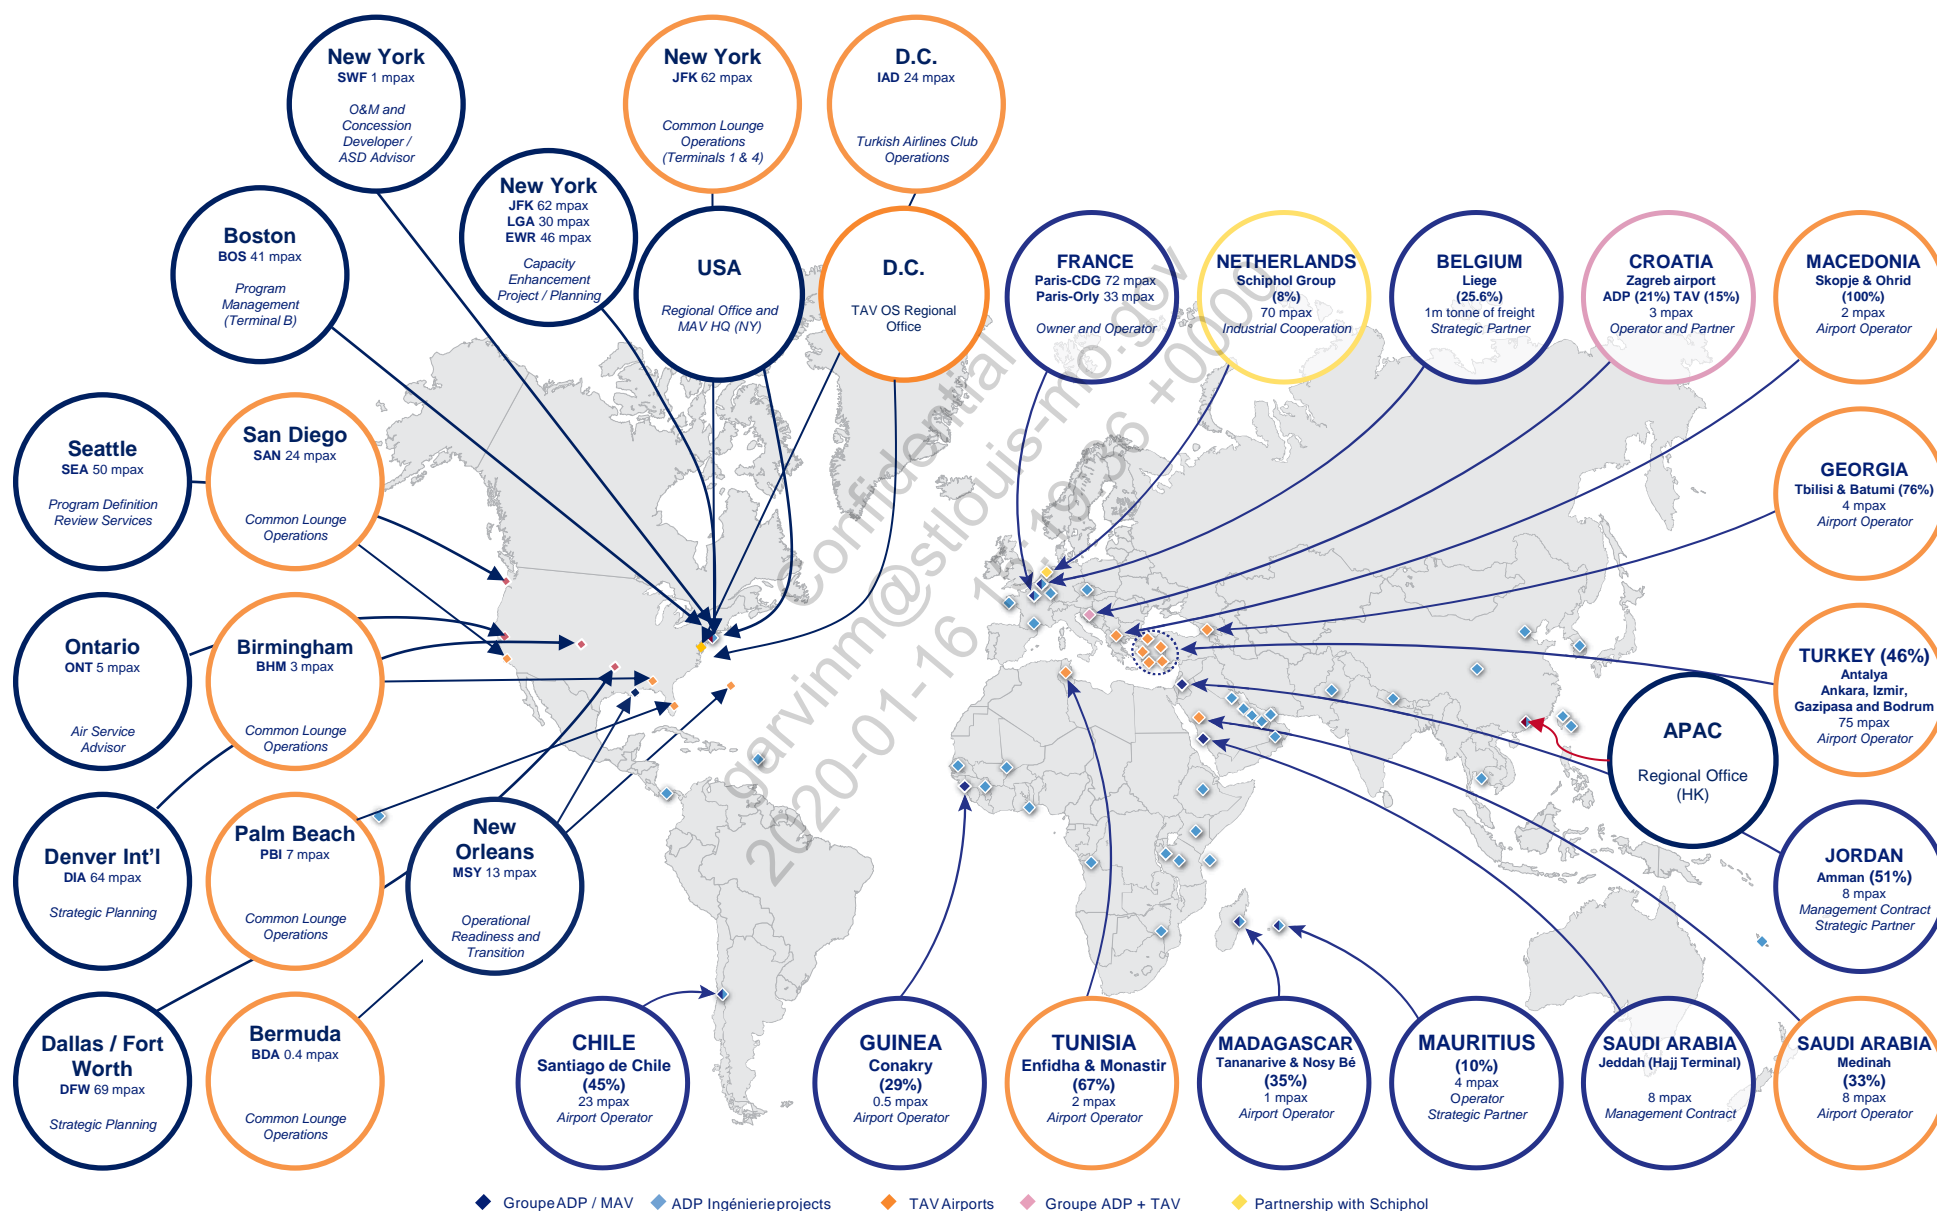 New York
SWF 1 mpax
O&M and
Concession
Developer /
ASD Advisor
New York
JFK 62 mpax
Common Lounge
Operations
(Terminals 1 & 4)
D.C.
IAD 24 mpax
Turkish Airlines Club
Operations
Boston
BOS 41 mpax
Program
Management
(Terminal B)
New York
JFK 62 mpax
LGA 30 mpax
EWR 46 mpax
Capacity
Enhancement
Project / Planning
USA
Regional Office and
MAV HQ (NY)
D.C.
TAV OS Regional
Office
FRANCE
Paris-CDG 72 mpax
Paris-Orly 33 mpax
Owner and Operator
NETHERLANDS
Schiphol Group
(8%)
70 mpax
Industrial Cooperation
BELGIUM
Liege
(25.6%)
1m tonne of freight
Strategic Partner
CROATIA
Zagreb airport
ADP (21%) TAV (15%)
3 mpax
Operator and Partner
MACEDONIA
Skopje & Ohrid
(100%)
2 mpax
Airport Operator
Seattle
SEA 50 mpax
Program Definition
Review Services
San Diego
SAN 24 mpax
Common Lounge
Operations
GEORGIA
Tbilisi & Batumi (76%)
4 mpax
Airport Operator
Ontario
ONT 5 mpax
Air Service
Advisor
Birmingham
BHM 3 mpax
Common Lounge
Operations
TURKEY (46%)
Antalya
Ankara, Izmir,
Gazipasa and Bodrum
75 mpax
Airport Operator
APAC
Regional Office
(HK)
Denver Int'l
DIA 64 mpax
Strategic Planning
Palm Beach
PBI 7 mpax
Common Lounge
Operations
New
Orleans
MSY 13 mpax
Operational
Readiness and
Transition
JORDAN
Amman (51%)
8 mpax
Management Contract
Strategic Partner
Dallas / Fort
Worth
DFW 69 mpax
Strategic Planning
Bermuda
BDA 0.4 mpax
Common Lounge
Operations
CHILE
Santiago de Chile
(45%)
23 mpax
Airport Operator
GUINEA
Conakry
(29%)
0.5 mpax
Airport Operator
TUNISIA
Enfidha & Monastir
(67%)
2 mpax
Airport Operator
MADAGASCAR
Tananarive & Nosy Bé
(35%)
1 mpax
Airport Operator
MAURITIUS
(10%)
4 mpax
Operator
Strategic Partner
SAUDI ARABIA
Jeddah (Hajj Terminal)
8 mpax
Management Contract
SAUDI ARABIA
Medinah
(33%)
8 mpax
Airport Operator
Confidential
garvinm@stlouis-mo.gov
2020-01-16 +0000
Groupe ADP / MAV
ADP Ingénierie projects
TAV Airports
Groupe ADP + TAV
Partnership with Schiphol